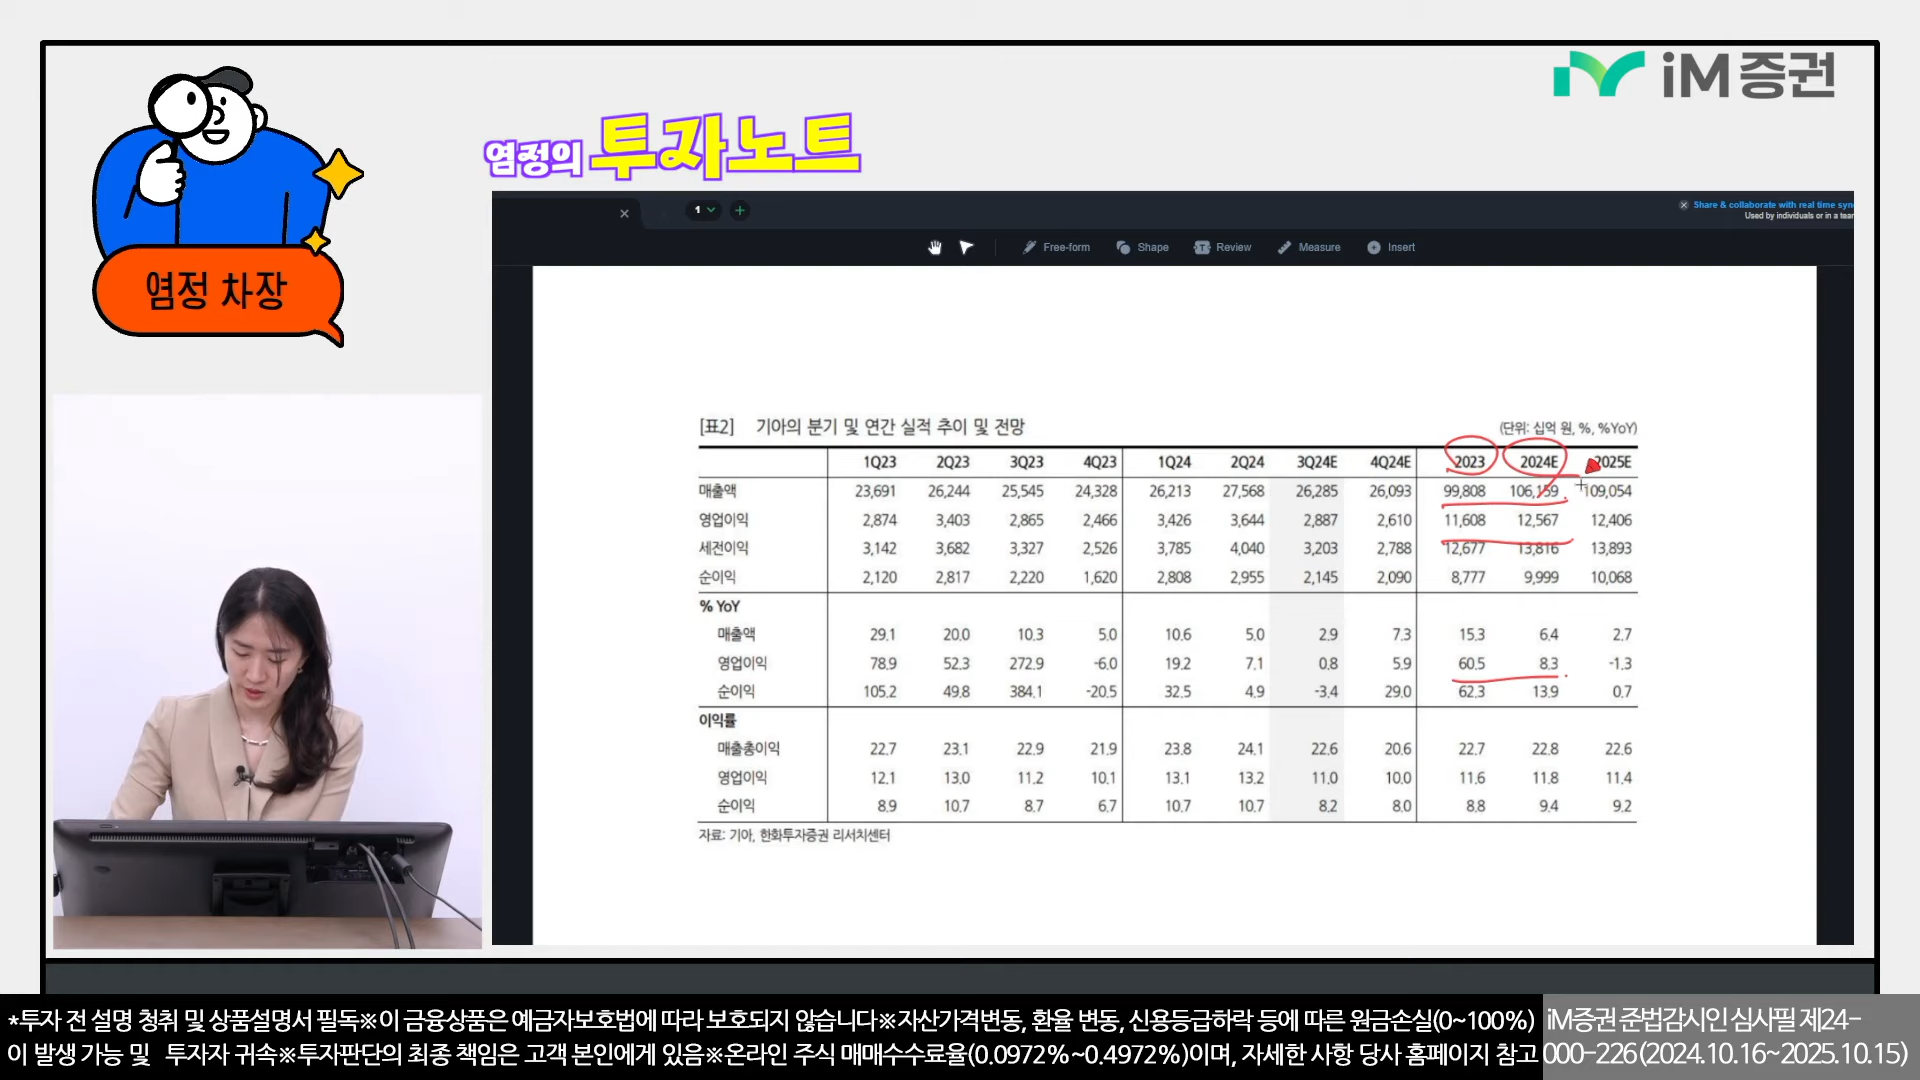 iM증권
염정의 투자노트
염정 차장
1
Share & collaborate with real time syn
Used by individuals or in a tear
Free-form Shape Review Measure Insert
[표2] 기아의 분기 및 연간 실적 추이 및 전망 (단위: 십억 원, %, %YoY)
1Q23 2Q23 3Q23 4Q23 1Q24 2Q24 3Q24E 4Q24E 2023 2024E 2025E
매출액 23,691 26,244 25,545 24,328 26,213 27,568 26,285 26,093 99,808 106,159 109,054
영업이익 2,874 3,403 2,865 2,466 3,426 3,644 2,887 2,610 11,608 12,567 12,406
세전이익 3,142 3,682 3,327 2,526 3,785 4,040 3,203 2,788 12,677 13,816 13,893
순이익 2,120 2,817 2,220 1,620 2,808 2,955 2,145 2,090 8,777 9,999 10,068
% YoY
매출액 29.1 20.0 10.3 5.0 10.6 5.0 2.9 7.3 15.3 6.4 2.7
영업이익 78.9 52.3 272.9 -6.0 19.2 7.1 0.8 5.9 60.5 8.3 -1.3
순이익 105.2 49.8 384.1 -20.5 32.5 4.9 -3.4 29.0 62.3 13.9 0.7
이익률
매출총이익 22.7 23.1 22.9 21.9 23.8 24.1 22.6 20.6 22.7 22.8 22.6
영업이익 12.1 13.0 11.2 10.1 13.1 13.2 11.0 10.0 11.6 11.8 11.4
순이익 8.9 10.7 8.7 6.7 10.7 10.7 8.2 8.0 8.8 9.4 9.2
자료: 기아, 한화투자증권 리서치센터
*투자 전 설명 청취 및 상품설명서 필독※이 금융상품은 예금자보호법에 따라 보호되지 않습니다※자산가격변동, 환율 변동, 신용등급하락 등에 따른 원금손실(0~100%)
이 발생 가능 및 투자자 귀속※투자판단의 최종 책임은 고객 본인에게 있음※온라인 주식 매매수수료율(0.0972%~0.4972%)이며, 자세한 사항 당사 홈페이지 참고
iM증권 준법감시인 심사필 제24-
000-226(2024.10.16~2025.10.15)